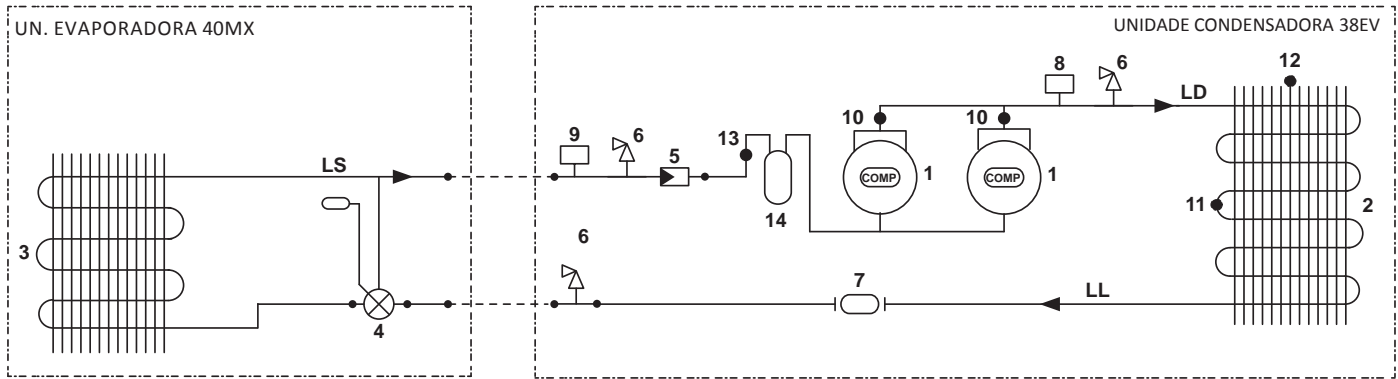 UN. EVAPORADORA 40MX
UNIDADE CONDENSADORA 38EV
12
8
6
LD
10
10
9
6
5
13
LS
COMP
1
COMP
1
14
11
2
3
6
7
LL
4